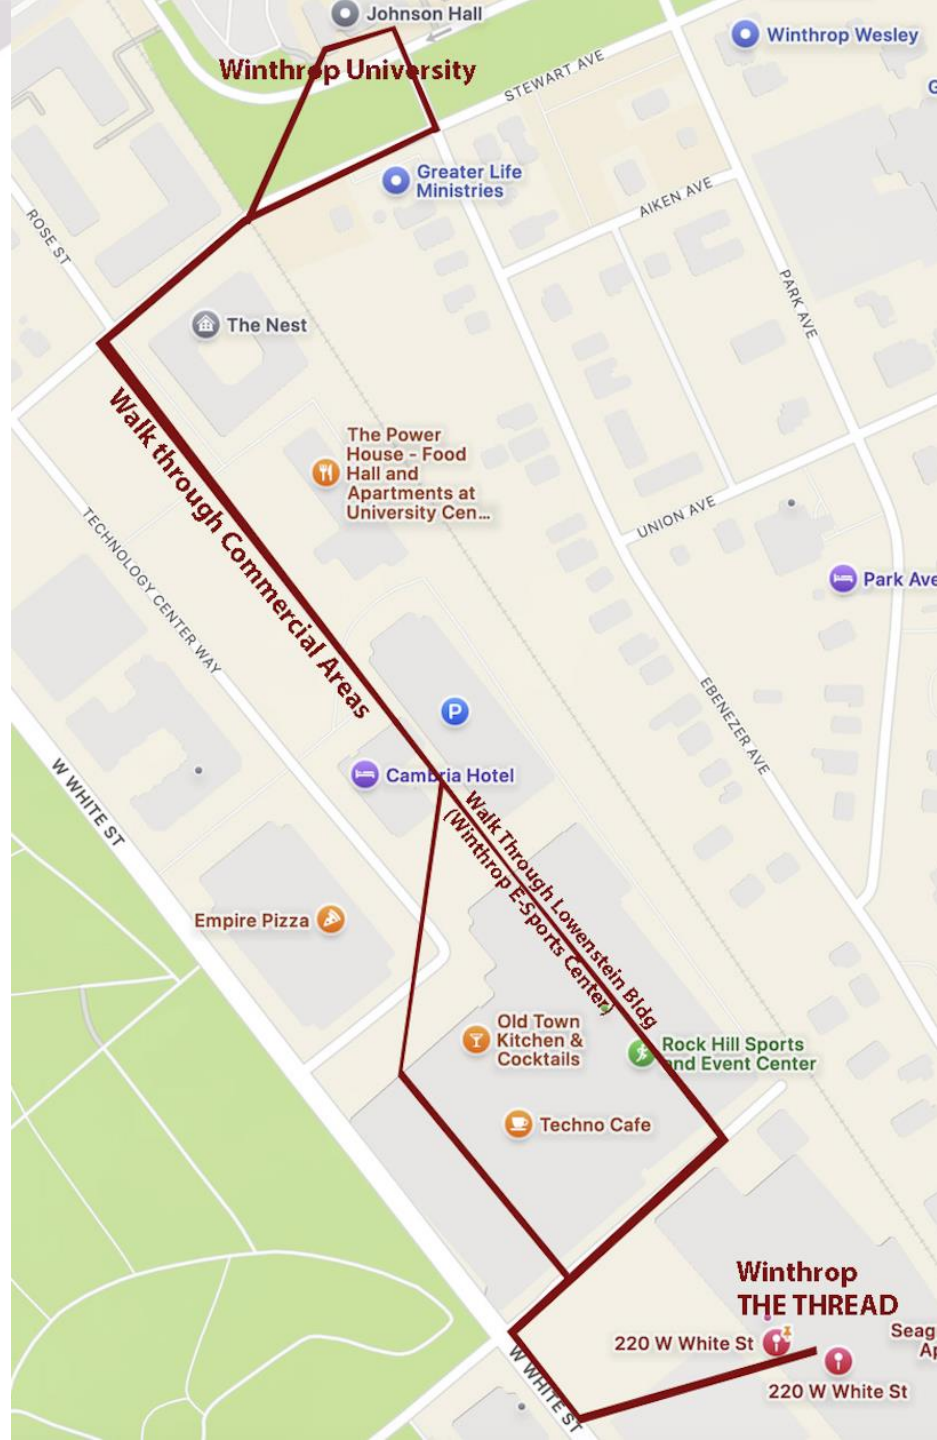 Johnson Hall
Winthrop Wesley
G
Winthrop University
STEWART AVE
Greater Life
Ministries
AIKEN AVE
ROSE ST
PARK AVE
The Nest
Walk through Commercial Areas
The Power
House - Food
Hall and
Apartments at
University Cen...
UNION AVE
TECHNOLOGY CENTER WAY
Park Ave
EBENEZER AVE
P
W WHITE ST
Cambria Hotel
Walk Through Lowenstein Bldg
(Winthrop E-Sports Center)
Empire Pizza
Old Town
Kitchen &
Cocktails
Rock Hill Sports
and Event Center
Techno Cafe
Winthrop
THE THREAD
Seag
Ap
220 W White St
220 W White St
W WHITE ST